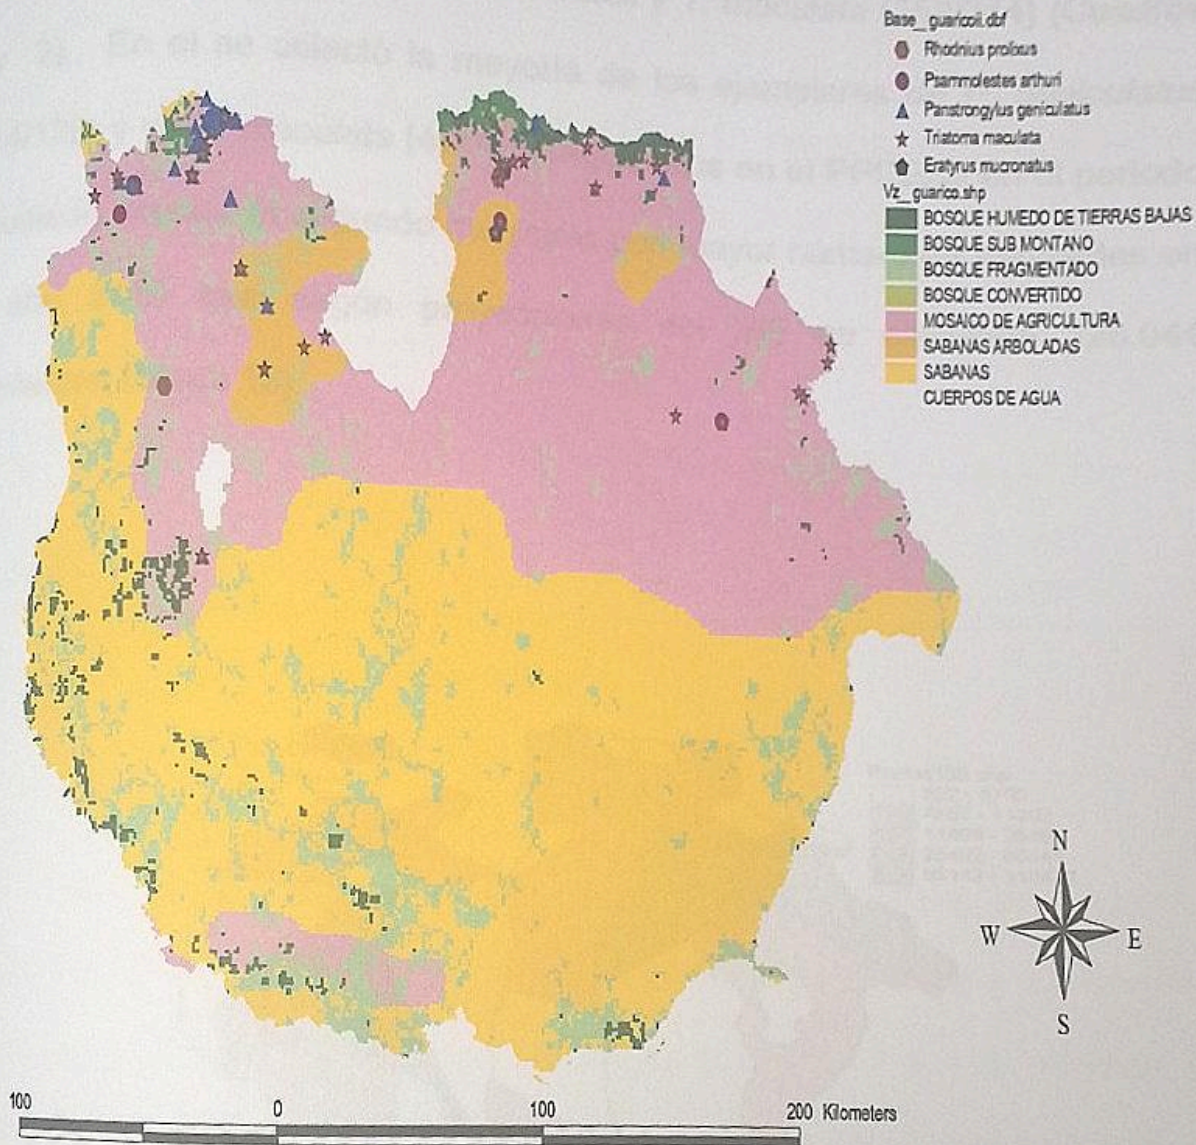 Base_guaricoii.dbf
Rhodnius prolixus
Psammolestes arthuri
Panstrongylus geniculatus
Triatoma maculata
Eratyrus mucronatus
Vz_guarico.shp
BOSQUE HUMEDO DE TIERRAS BAJAS
BOSQUE SUB MONTANO
BOSQUE FRAGMENTADO
BOSQUE CONVERTIDO
MOSAICO DE AGRICULTURA
SABANAS ARBOLADAS
SABANAS
CUERPOS DE AGUA
N
W E
S
100 0 100 200 Kilometers